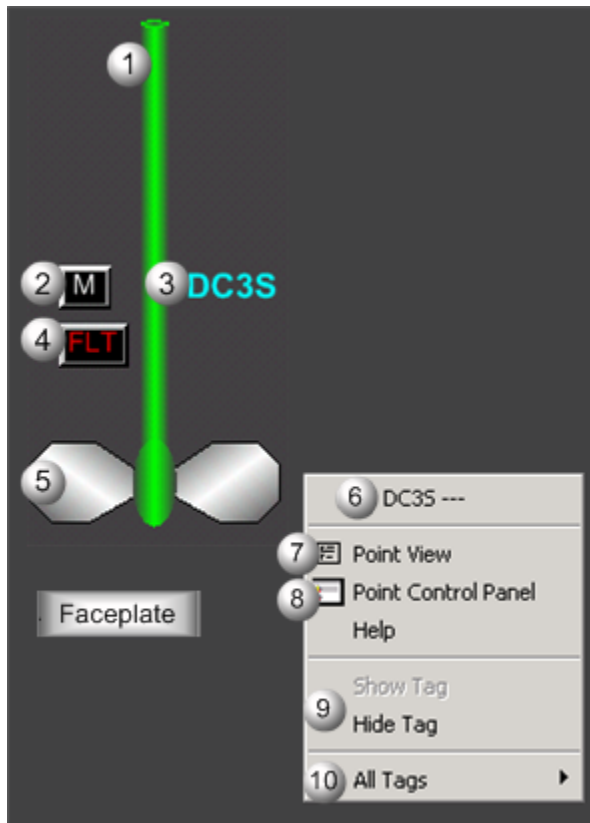 1
2 M
3 DC3S
4 FLT
5
6 DC3S ---
7 Point View
8 Point Control Panel
Help
Show Tag
9
Hide Tag
10 All Tags
Faceplate